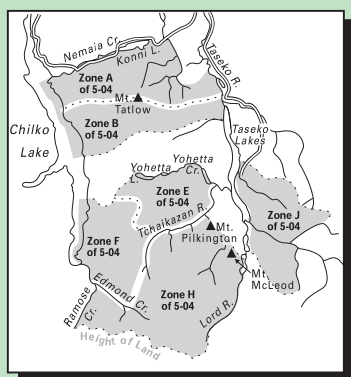 Nemaia Cr.
Konni L.
Taseko R.
Zone A
of 5-04
Mt.
Tatlow
Zone B
of 5-04
Chilko
Lake
Taseko
Lakes
Yohetta
L.
Yohetta
Cr.
Zone E
of 5-04
Tchaikazan R.
Zone J
of 5-04
Mt.
Pilkington
Zone F
of 5-04
Mt.
McLeod
Edmond Cr.
Zone H
of 5-04
Ramose
Cr.
Lord R.
Height of Land